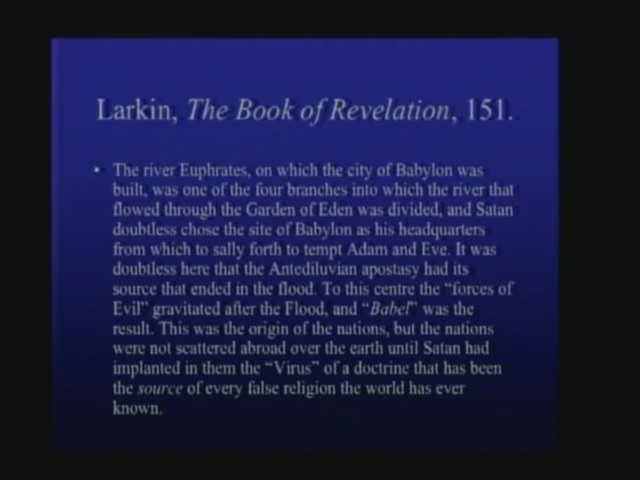 Larkin, The Book of Revelation, 151.
• The river Euphrates, on which the city of Babylon was
built, was one of the four branches into which the river that
flowed through the Garden of Eden was divided, and Satan
doubtless chose the site of Babylon as his headquarters
from which to sally forth to tempt Adam and Eve. It was
doubtless here that the Antediluvian apostasy had its
source that ended in the flood. To this centre the “forces of
Evil” gravitated after the Flood, and “Babel” was the
result. This was the origin of the nations, but the nations
were not scattered abroad over the earth until Satan had
implanted in them the “Virus” of a doctrine that has been
the source of every false religion the world has ever
known.